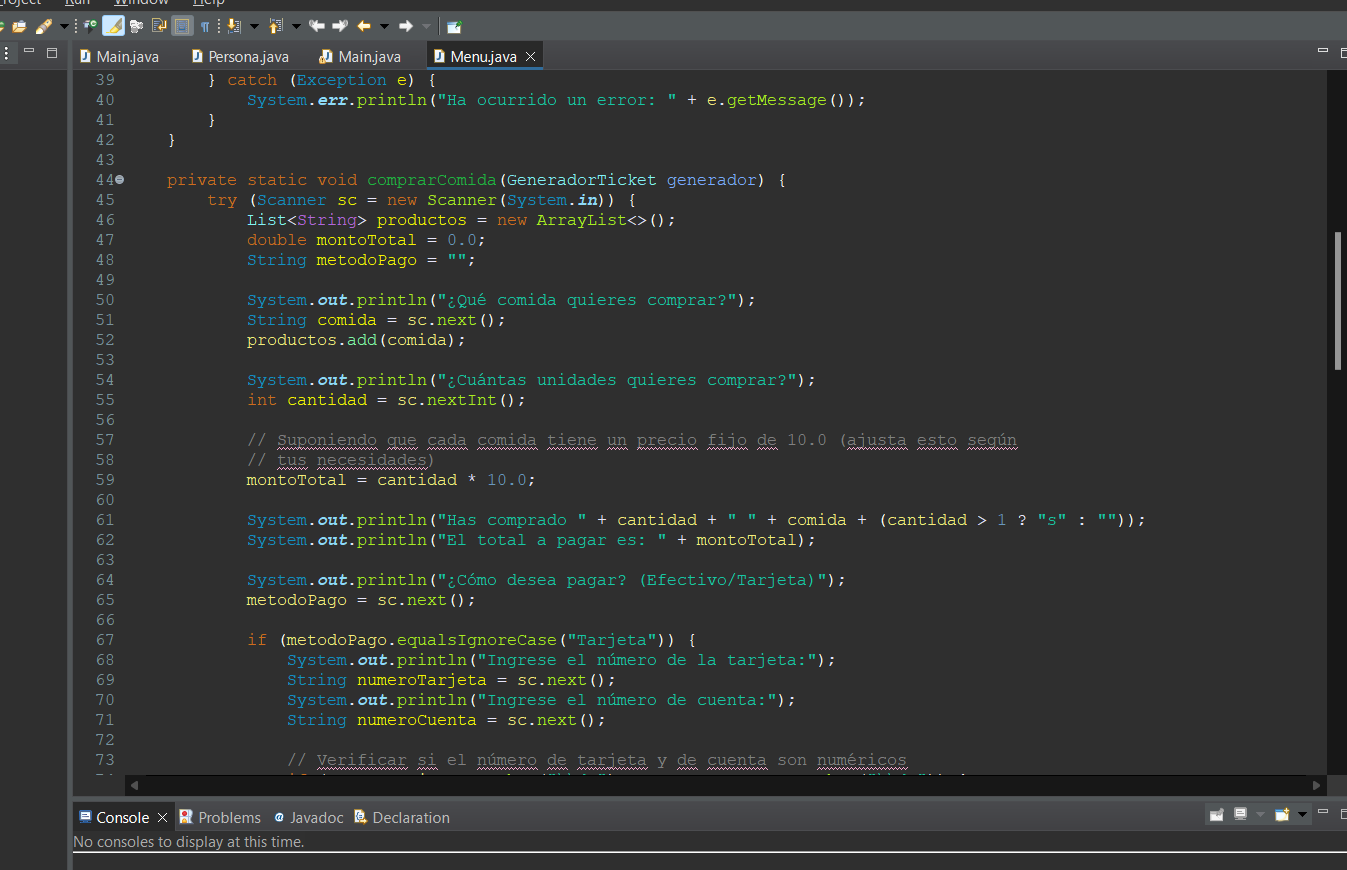 Project Run Window Help
Main.java Persona.java Main.java Menu.java
39 } catch (Exception e) {
40 System.err.println("Ha ocurrido un error: " + e.getMessage());
41 }
42 }
43
44 private static void comprarComida(GeneradorTicket generador) {
45 try (Scanner sc = new Scanner(System.in)) {
46 List<String> productos = new ArrayList<>();
47 double montoTotal = 0.0;
48 String metodoPago = "";
49
50 System.out.println("¿Qué comida quieres comprar?");
51 String comida = sc.next();
52 productos.add(comida);
53
54 System.out.println("¿Cuántas unidades quieres comprar?");
55 int cantidad = sc.nextInt();
56
57 // Suponiendo que cada comida tiene un precio fijo de 10.0 (ajusta esto según
58 // tus necesidades)
59 montoTotal = cantidad * 10.0;
60
61 System.out.println("Has comprado " + cantidad + " " + comida + (cantidad > 1 ? "s" : ""));
62 System.out.println("El total a pagar es: " + montoTotal);
63
64 System.out.println("¿Cómo desea pagar? (Efectivo/Tarjeta)");
65 metodoPago = sc.next();
66
67 if (metodoPago.equalsIgnoreCase("Tarjeta")) {
68 System.out.println("Ingrese el número de la tarjeta:");
69 String numeroTarjeta = sc.next();
70 System.out.println("Ingrese el número de cuenta:");
71 String numeroCuenta = sc.next();
72
73 // Verificar si el número de tarjeta y de cuenta son numéricos
Console Problems Javadoc Declaration
No consoles to display at this time.